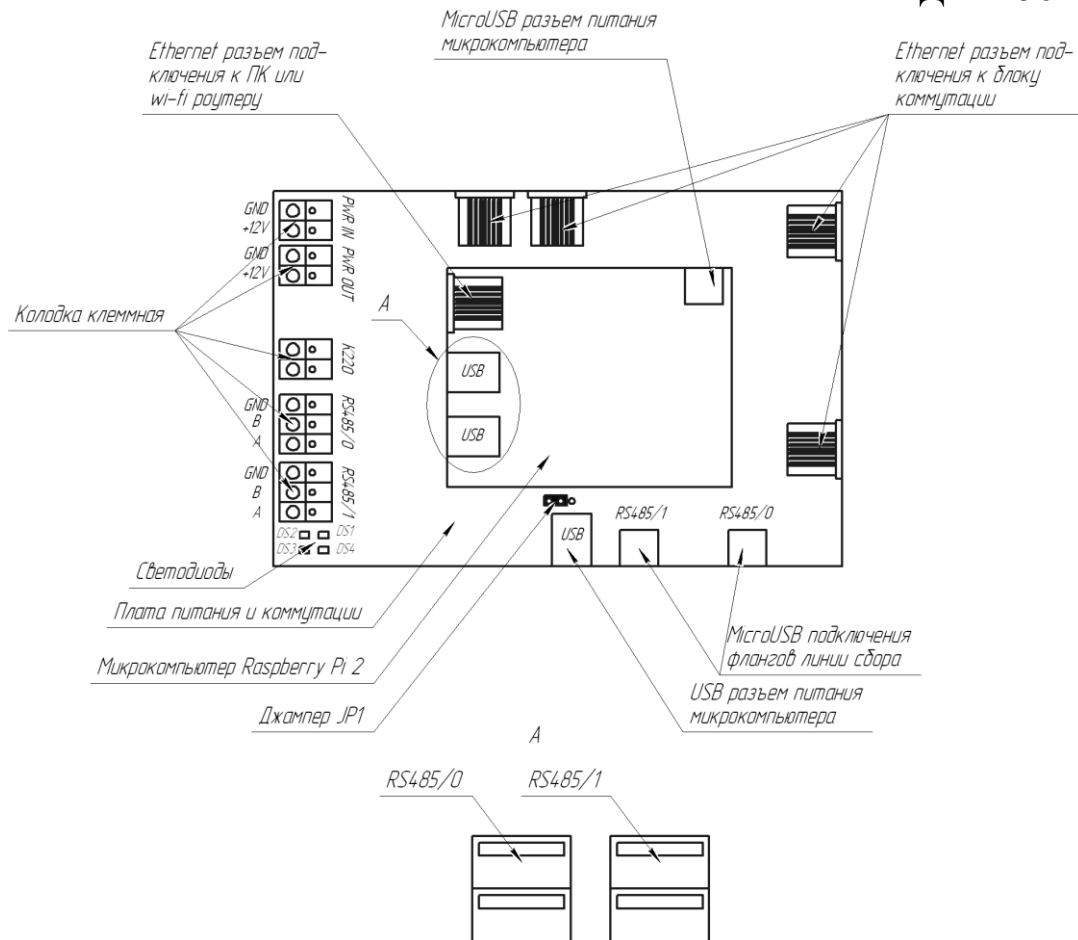 MicroUSB разъем питания
микрокомпьютера
Ethernet разъем под-
ключения к ПК или
wi-fi роутеру
Ethernet разъем под-
ключения к блоку
коммутации
GND
+12V
PWR IN
GND
+12V
PWR OUT
Колодка клеммная
A
K220
USB
USB
GND
B
A
RS485/0
GND
B
A
RS485/1
DS2
DS1
DS3
DS4
USB
RS485/1
RS485/0
Светодиоды
Плата питания и коммутации
Микрокомпьютер Raspberry Pi 2
Джампер JP1
MicroUSB подключения
флангов линии сбора
USB разъем питания
микрокомпьютера
A
RS485/0
RS485/1